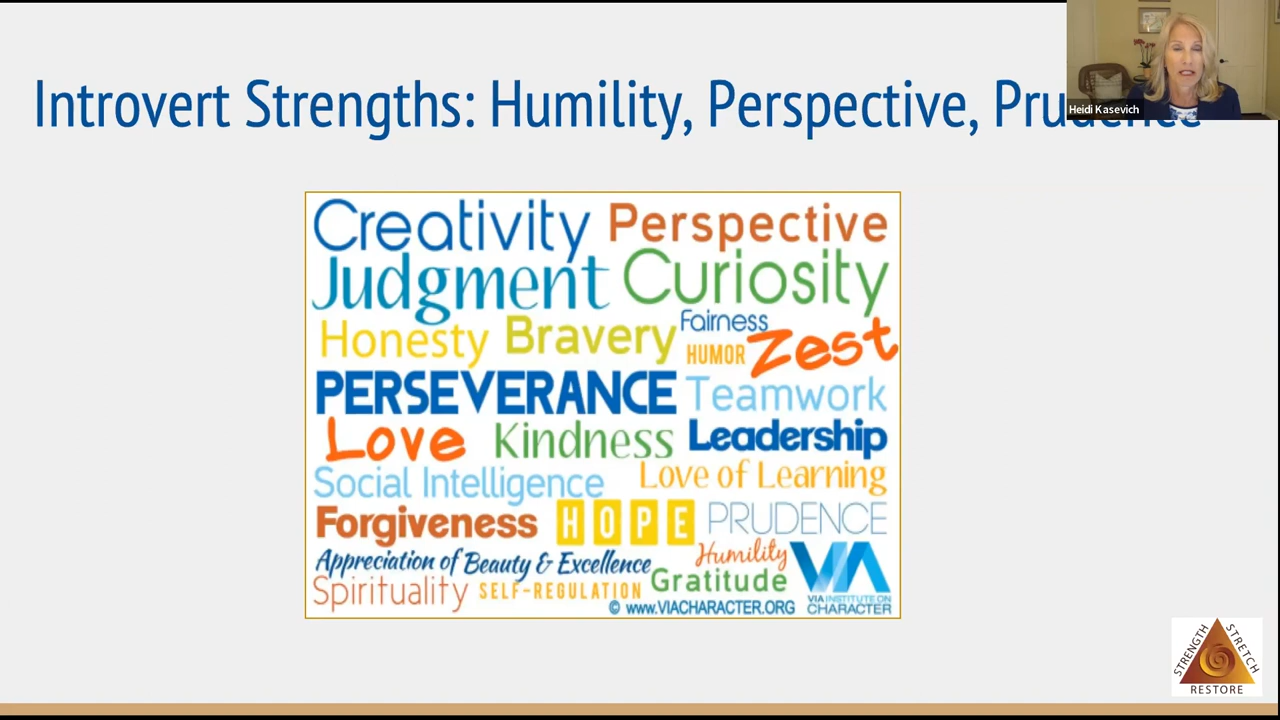 Introvert Strengths: Humility, Perspective, Prudence
Heidi Kasevich
Creativity Perspective
Judgment Curiosity
Honesty Bravery Fairness
HUMOR Zest
PERSEVERANCE Teamwork
Love Kindness Leadership
Social Intelligence Love of Learning
Forgiveness HOPE PRUDENCE
Appreciation of Beauty & Excellence Humility VIA
Spirituality SELF-REGULATION Gratitude
© www.VIACHARACTER.ORG
VIA INSTITUTE ON
CHARACTER
STRENGTH STRETCH
RESTORE